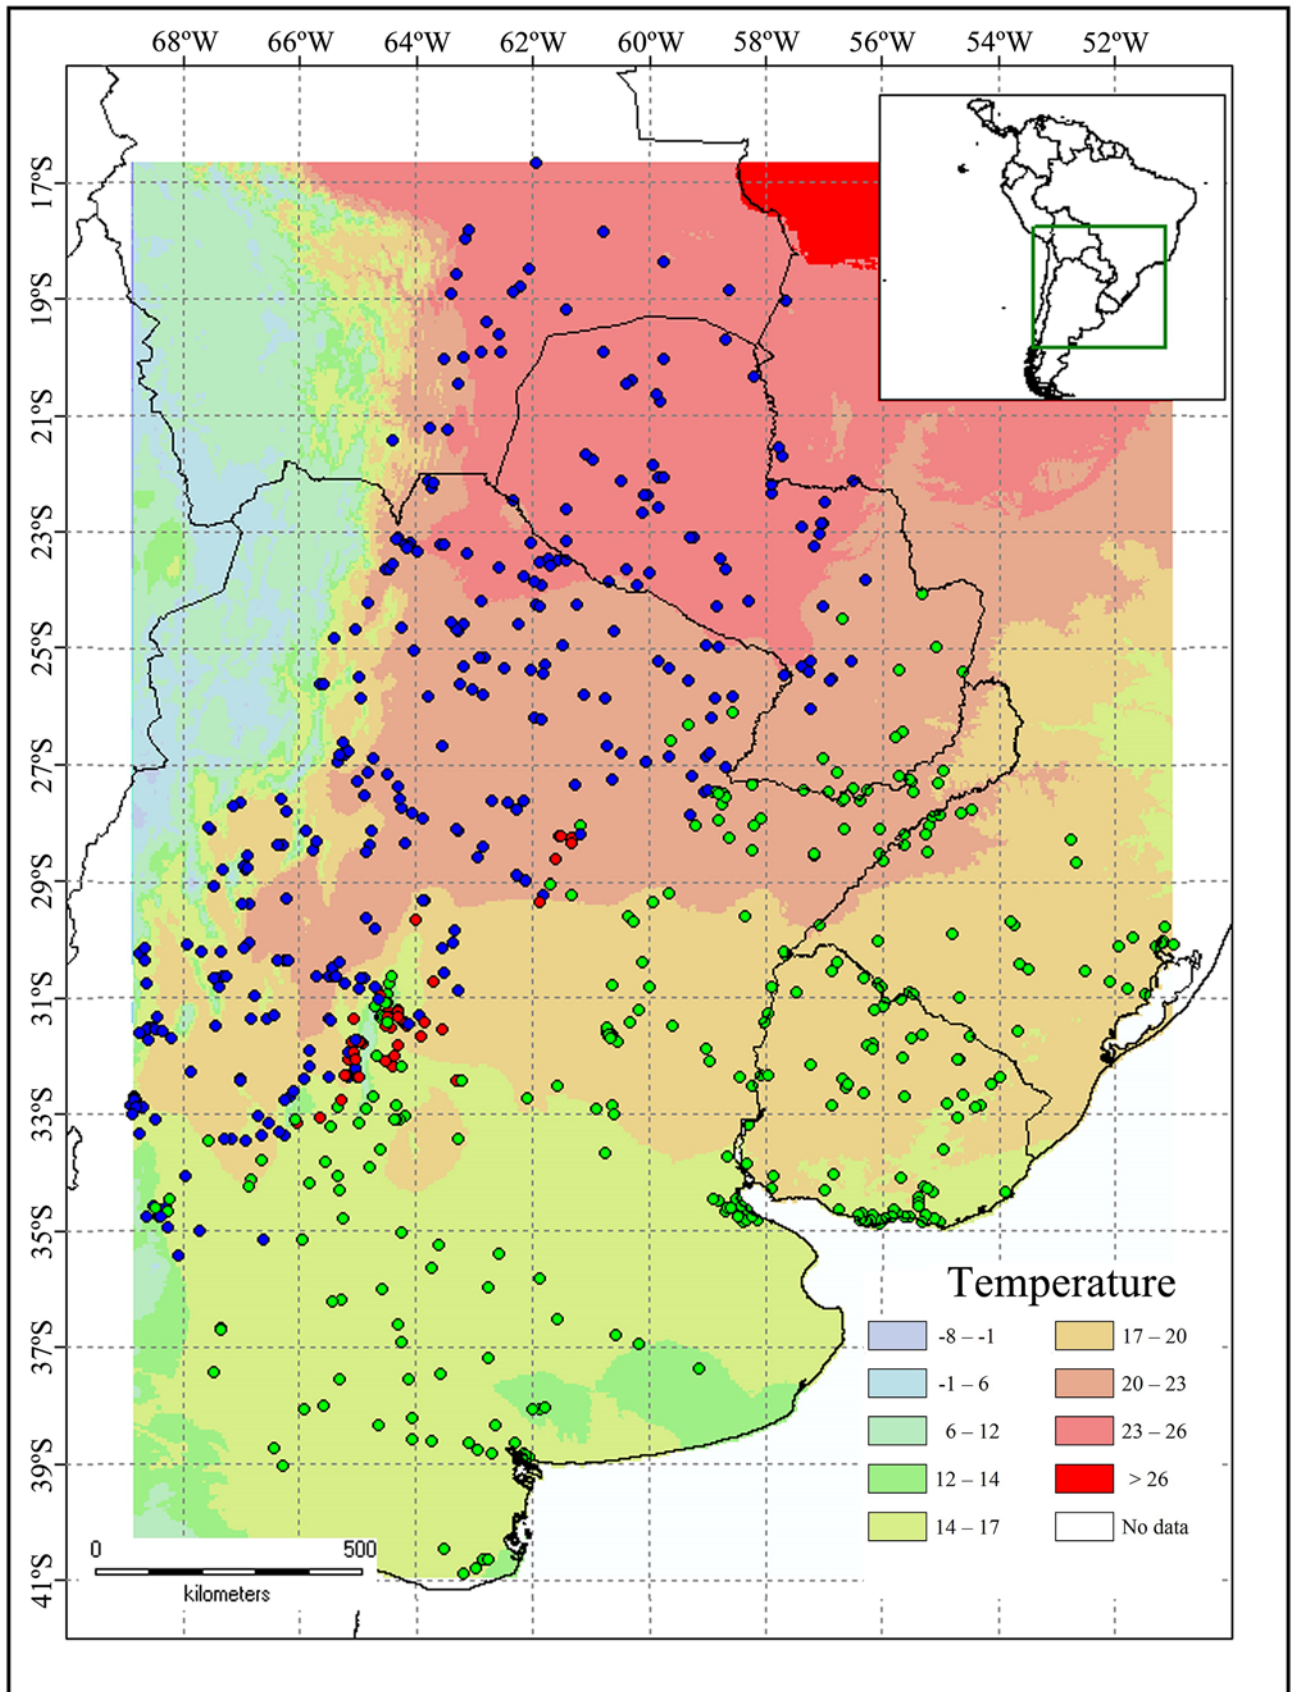 68ºW 66ºW 64ºW 62ºW 60ºW 58ºW 56ºW 54ºW 52ºW
17ºS
19ºS
21ºS
23ºS
25ºS
27ºS
29ºS
31ºS
33ºS
35ºS
37ºS
39ºS
41ºS
Temperature
-8 – -1
17 – 20
-1 – 6
20 – 23
6 – 12
23 – 26
12 – 14
> 26
14 – 17
No data
0 500
kilometers